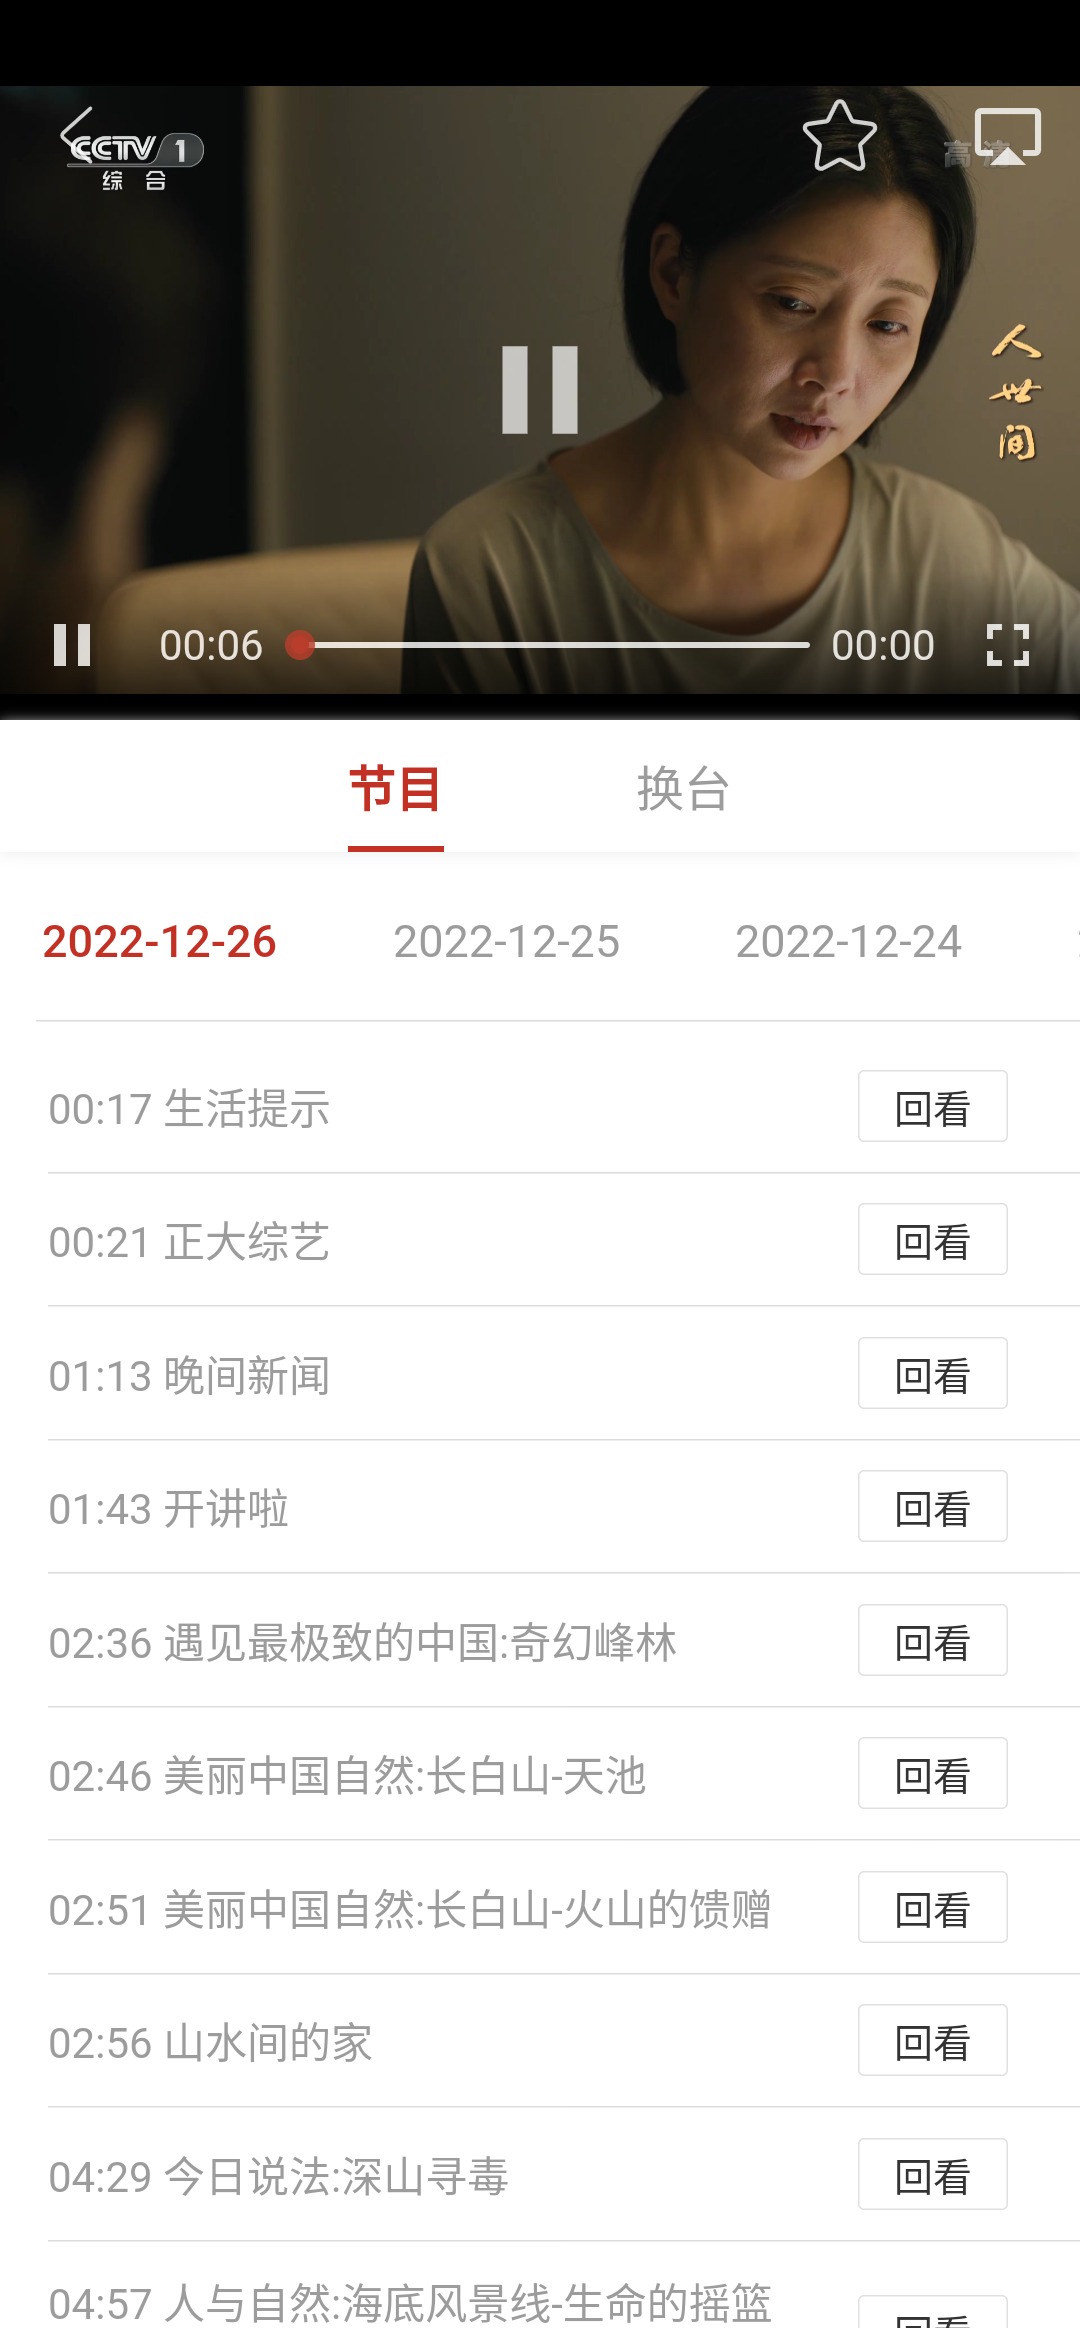 CCTV 1
综 合
高清
人世间
00:06
00:00
节目
换台
2022-12-26
2022-12-25
2022-12-24
00:17 生活提示
回看
00:21 正大综艺
回看
01:13 晚间新闻
回看
01:43 开讲啦
回看
02:36 遇见最极致的中国:奇幻峰林
回看
02:46 美丽中国自然:长白山-天池
回看
02:51 美丽中国自然:长白山-火山的馈赠
回看
02:56 山水间的家
回看
04:29 今日说法:深山寻毒
回看
04:57 人与自然:海底风景线-生命的摇篮
回看